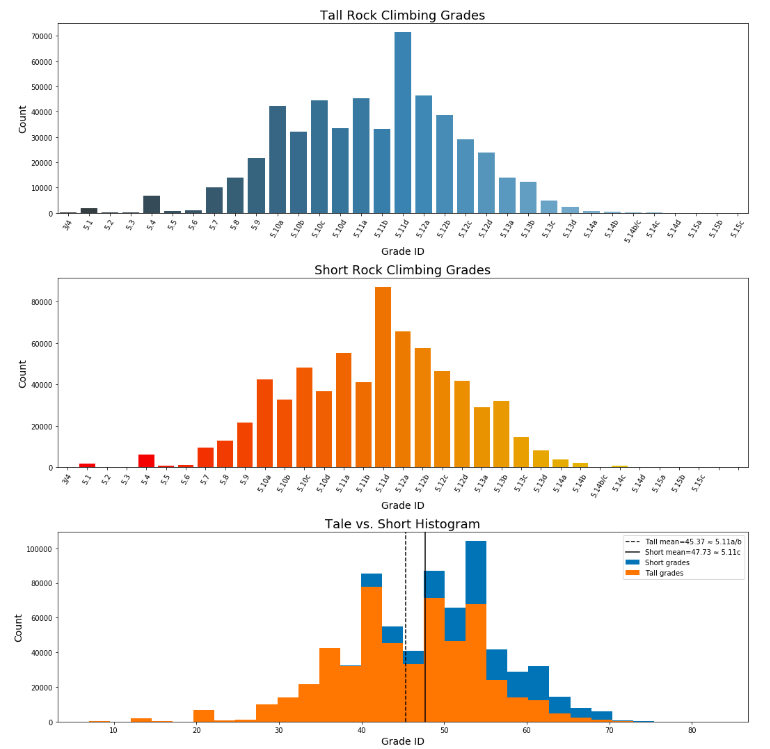 Tall Rock Climbing Grades
Count
70000
60000
50000
40000
30000
20000
10000
0
3/4 5.1 5.2 5.3 5.4 5.5 5.6 5.7 5.8 5.9 5.10a 5.10b 5.10c 5.10d 5.11a 5.11b 5.11d 5.12a 5.12b 5.12c 5.12d 5.13a 5.13b 5.13c 5.13d 5.14a 5.14b 5.14b/c 5.14c 5.14d 5.15a 5.15b 5.15c
Grade ID
Short Rock Climbing Grades
Count
80000
60000
40000
20000
0
3/4 5.1 5.2 5.3 5.4 5.5 5.6 5.7 5.8 5.9 5.10a 5.10b 5.10c 5.10d 5.11a 5.11b 5.11d 5.12a 5.12b 5.12c 5.12d 5.13a 5.13b 5.13c 5.13d 5.14a 5.14b 5.14b/c 5.14c 5.14d 5.15a 5.15b 5.15c
Grade ID
Tale vs. Short Histogram
Tall mean=45.37 ≈ 5.11a/b
Short mean=47.73 ≈ 5.11c
Short grades
Tall grades
Count
100000
80000
60000
40000
20000
0
10 20 30 40 50 60 70 80
Grade ID